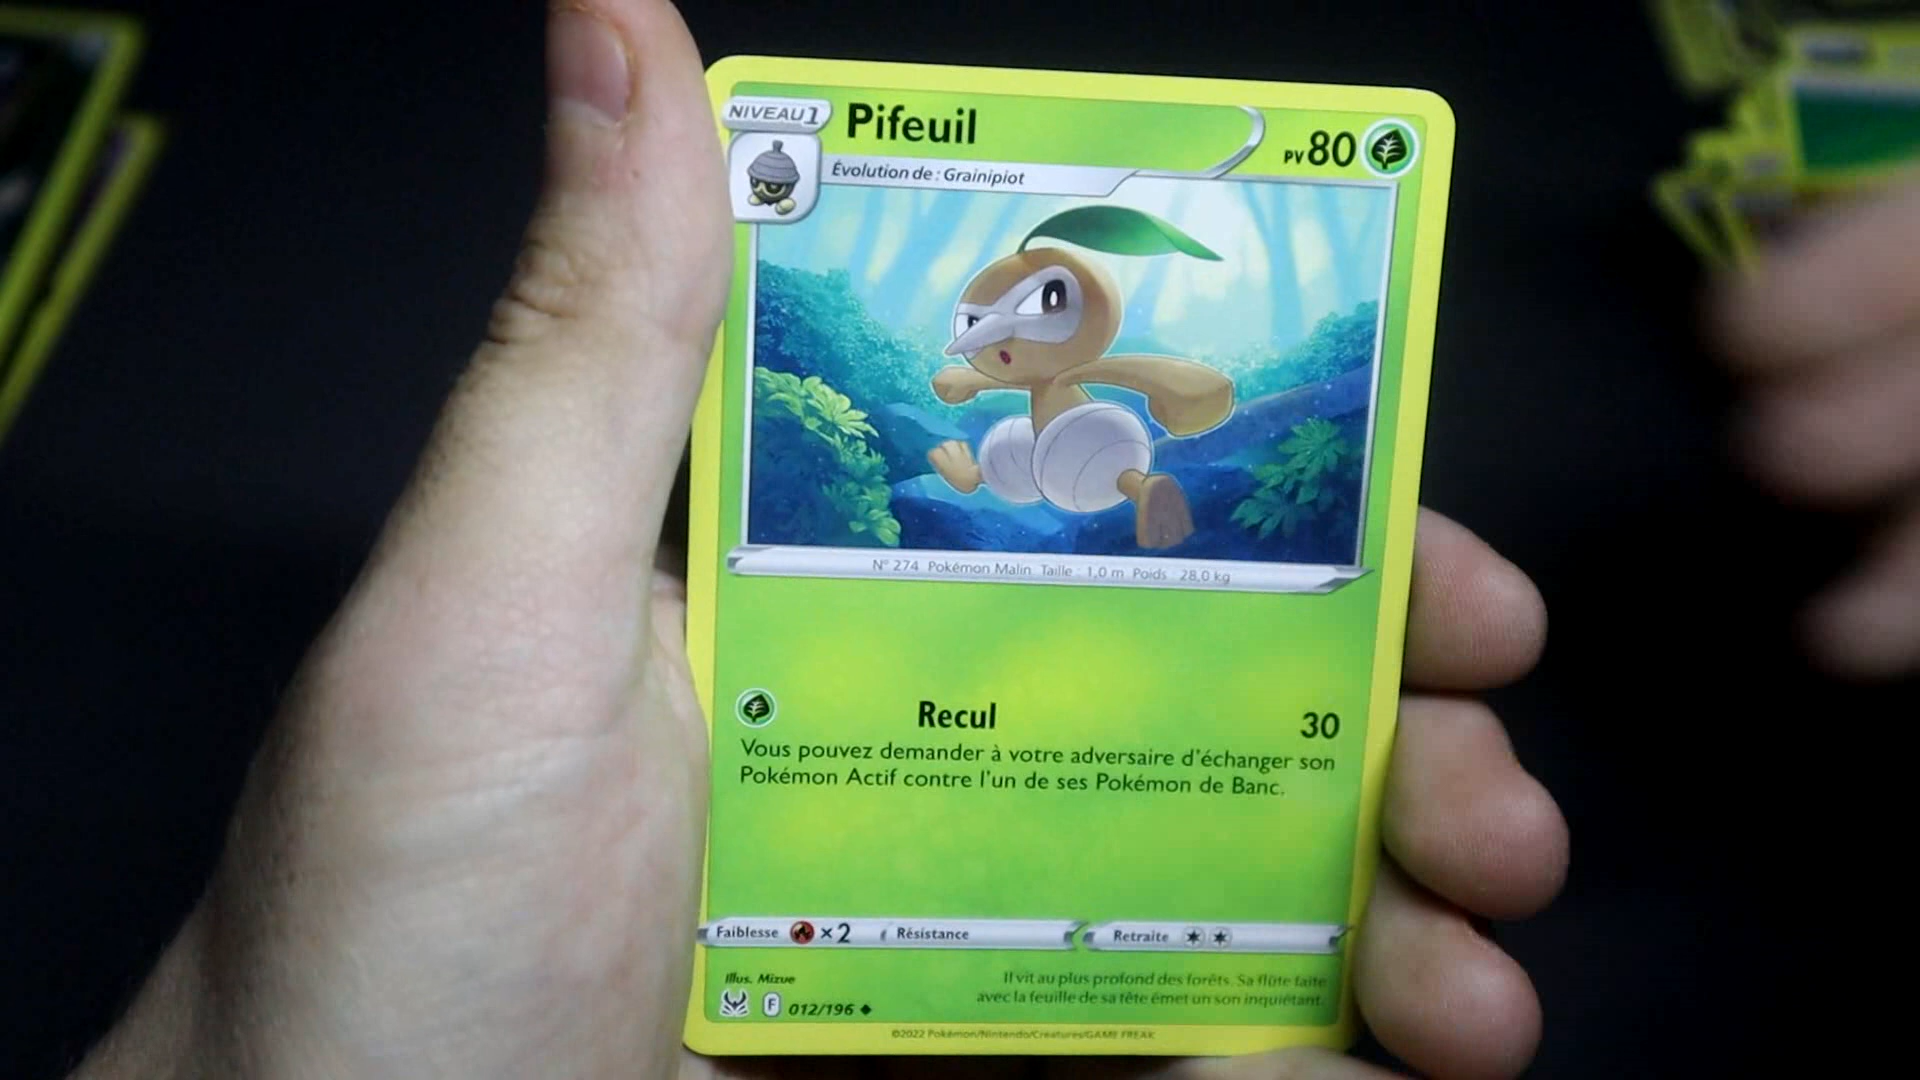 NIVEAU 1
Pifeuil
PV 80
Évolution de : Grainipiot
N° 274 Pokémon Malin Taille : 1,0 m Poids : 28,0 kg
Recul 30
Vous pouvez demander à votre adversaire d'échanger son
Pokémon Actif contre l'un de ses Pokémon de Banc.
Faiblesse ×2 Résistance Retraite
Illus. Mizue
Il vit au plus profond des forêts. Sa flûte faite
avec la feuille de sa tête émet un son inquiétant.
F 012/196
©2022 Pokémon/Nintendo/Creatures/GAME FREAK